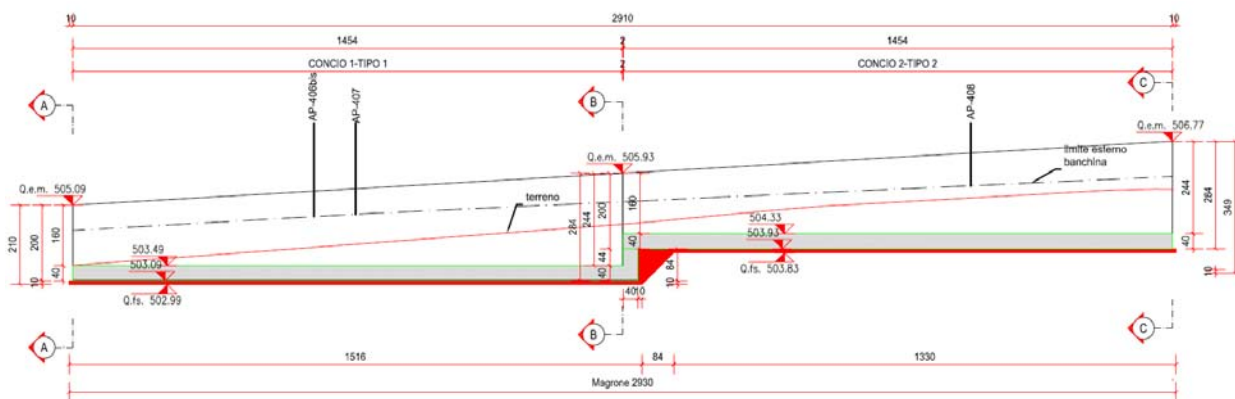 10 2910 10
1454 2 1454
CONCIO 1-TIPO 1 2 CONCIO 2-TIPO 2
A B C
AP-406bis
AP-407
AP-408
Q.e.m. 506.77
limite esterno
banchina
Q.e.m. 505.93
Q.e.m. 505.09
terreno
210 200 160 40 10
284 244 200 160
244 284 349
504.33
503.93
Q.fs. 503.83
503.49
503.09
Q.fs. 502.99
40 44 40
10 84
40 10
40 10
A B C
1516 84 1330
Magrone 2930